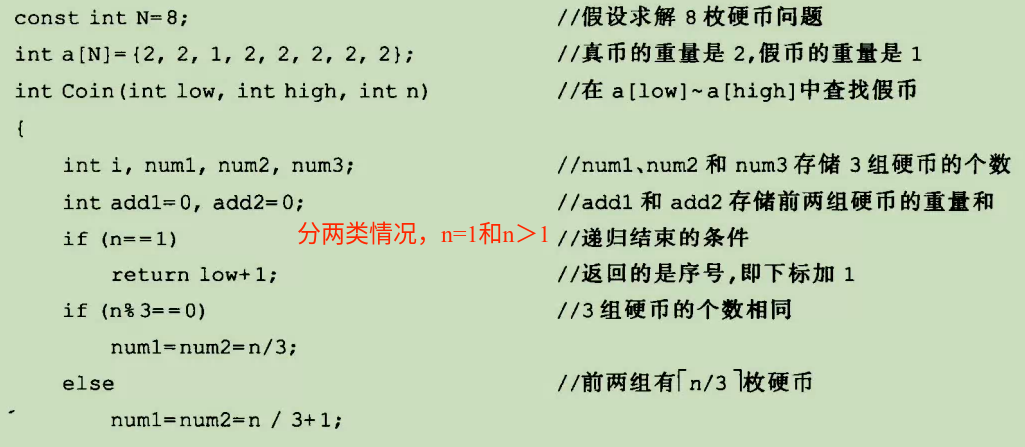 const int N=8; //假设求解 8 枚硬币问题
int a[N]={2, 2, 1, 2, 2, 2, 2, 2}; //真币的重量是 2,假币的重量是 1
int Coin(int low, int high, int n) //在 a[low]~a[high]中查找假币
{
int i, num1, num2, num3; //num1、num2 和 num3 存储 3 组硬币的个数
int add1=0, add2=0; //add1 和 add2 存储前两组硬币的重量和
if (n==1) 分两类情况，n=1和n＞1 //递归结束的条件
return low+1; //返回的是序号,即下标加 1
if (n%3==0) //3 组硬币的个数相同
num1=num2=n/3;
else //前两组有⌈n/3⌉枚硬币
num1=num2=n / 3+1;